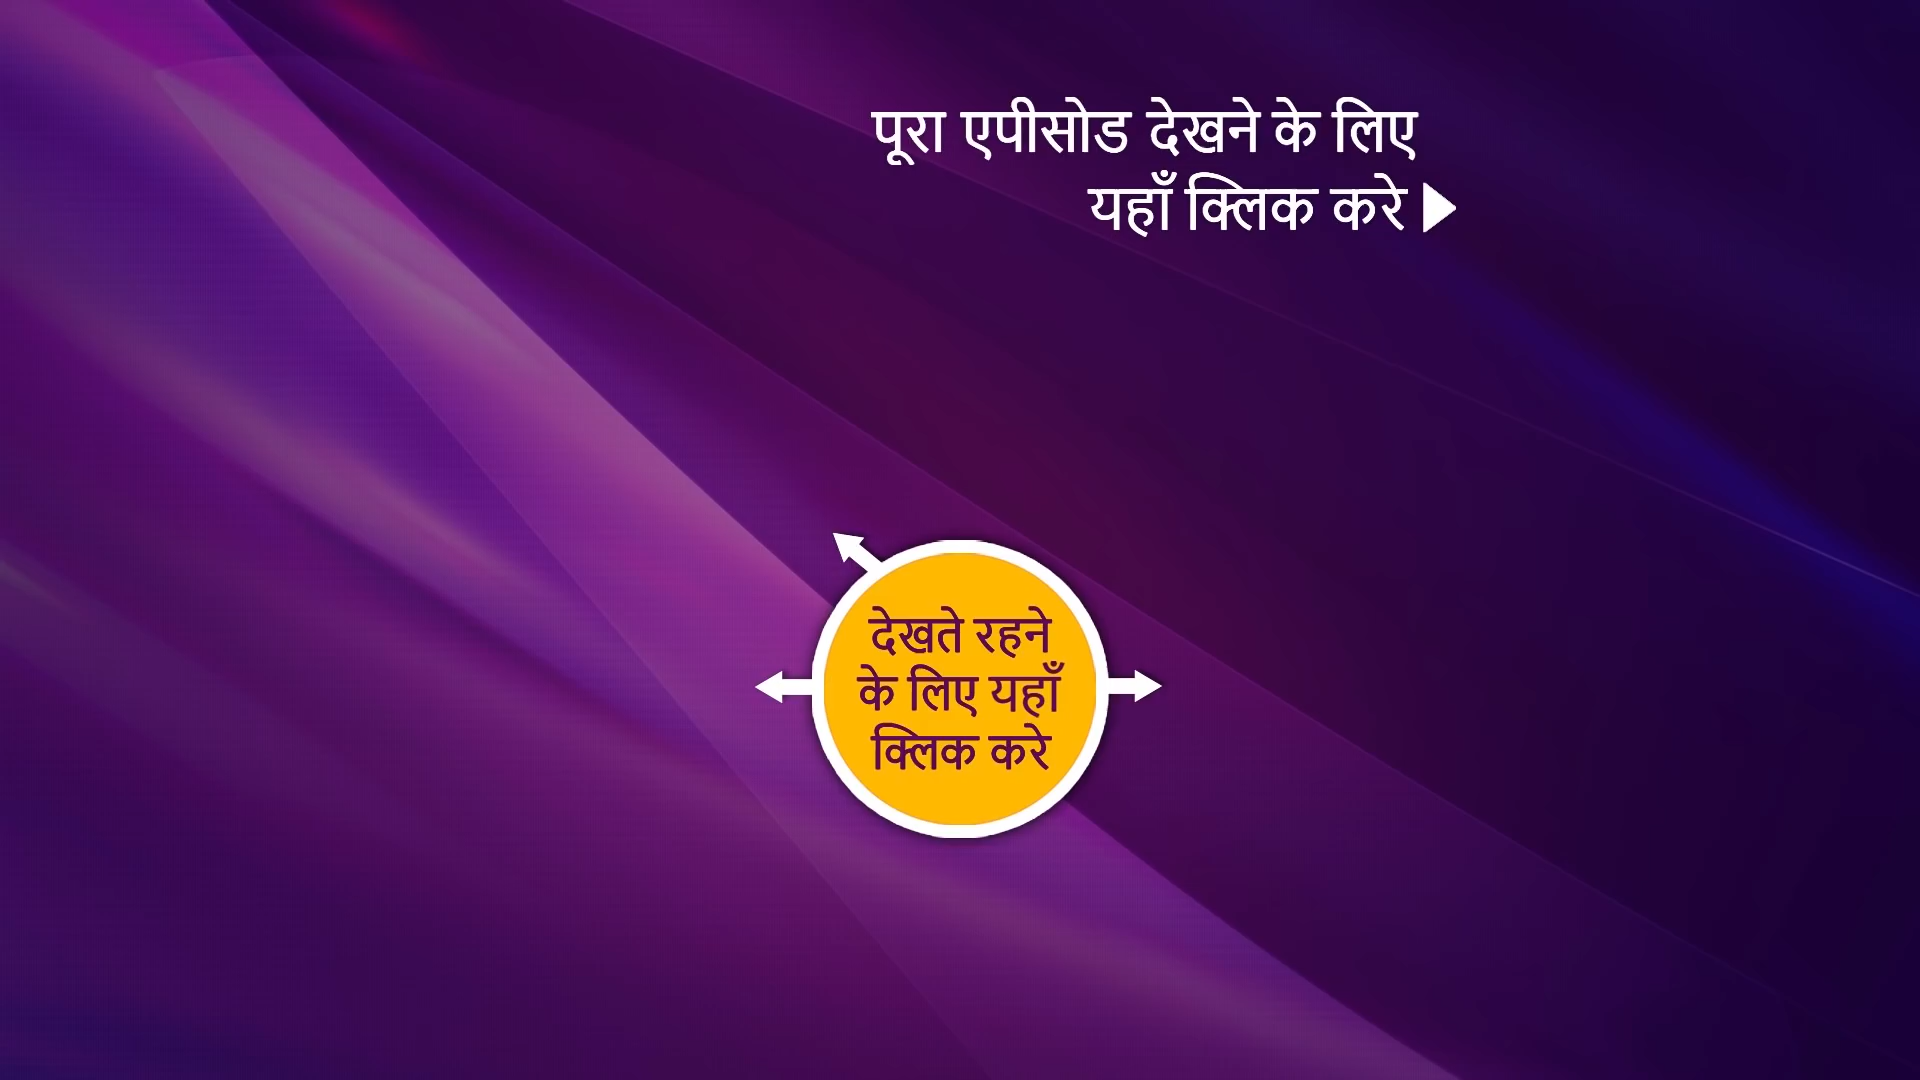 पूरा एपीसोड देखने के लिए
यहाँ क्लिक करे
देखते रहने
के लिए यहाँ
क्लिक करे